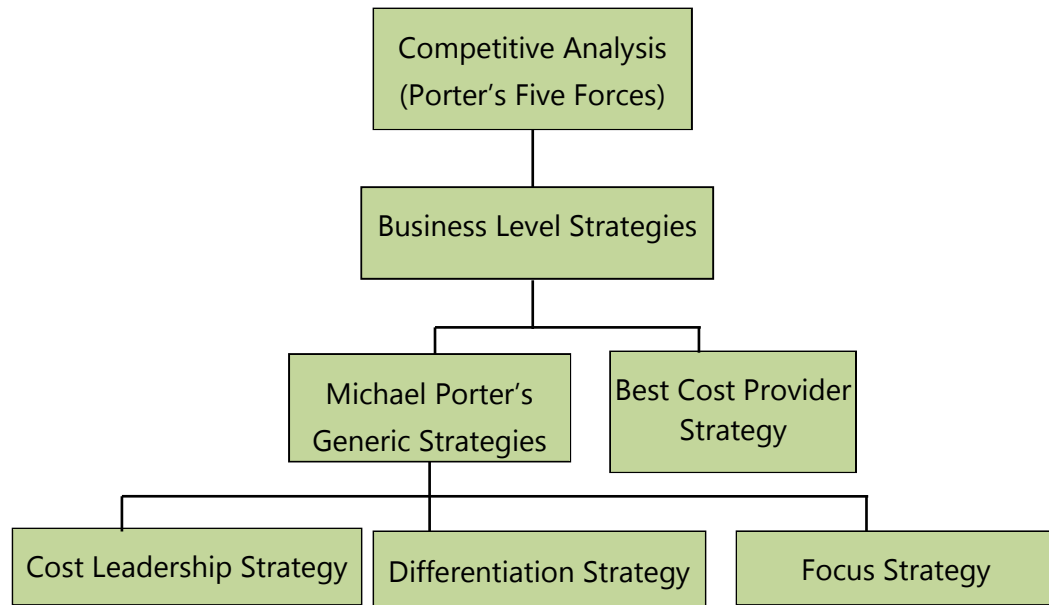 Competitive Analysis
(Porter’s Five Forces)
Business Level Strategies
Michael Porter’s
Generic Strategies
Best Cost Provider
Strategy
Cost Leadership Strategy
Differentiation Strategy
Focus Strategy